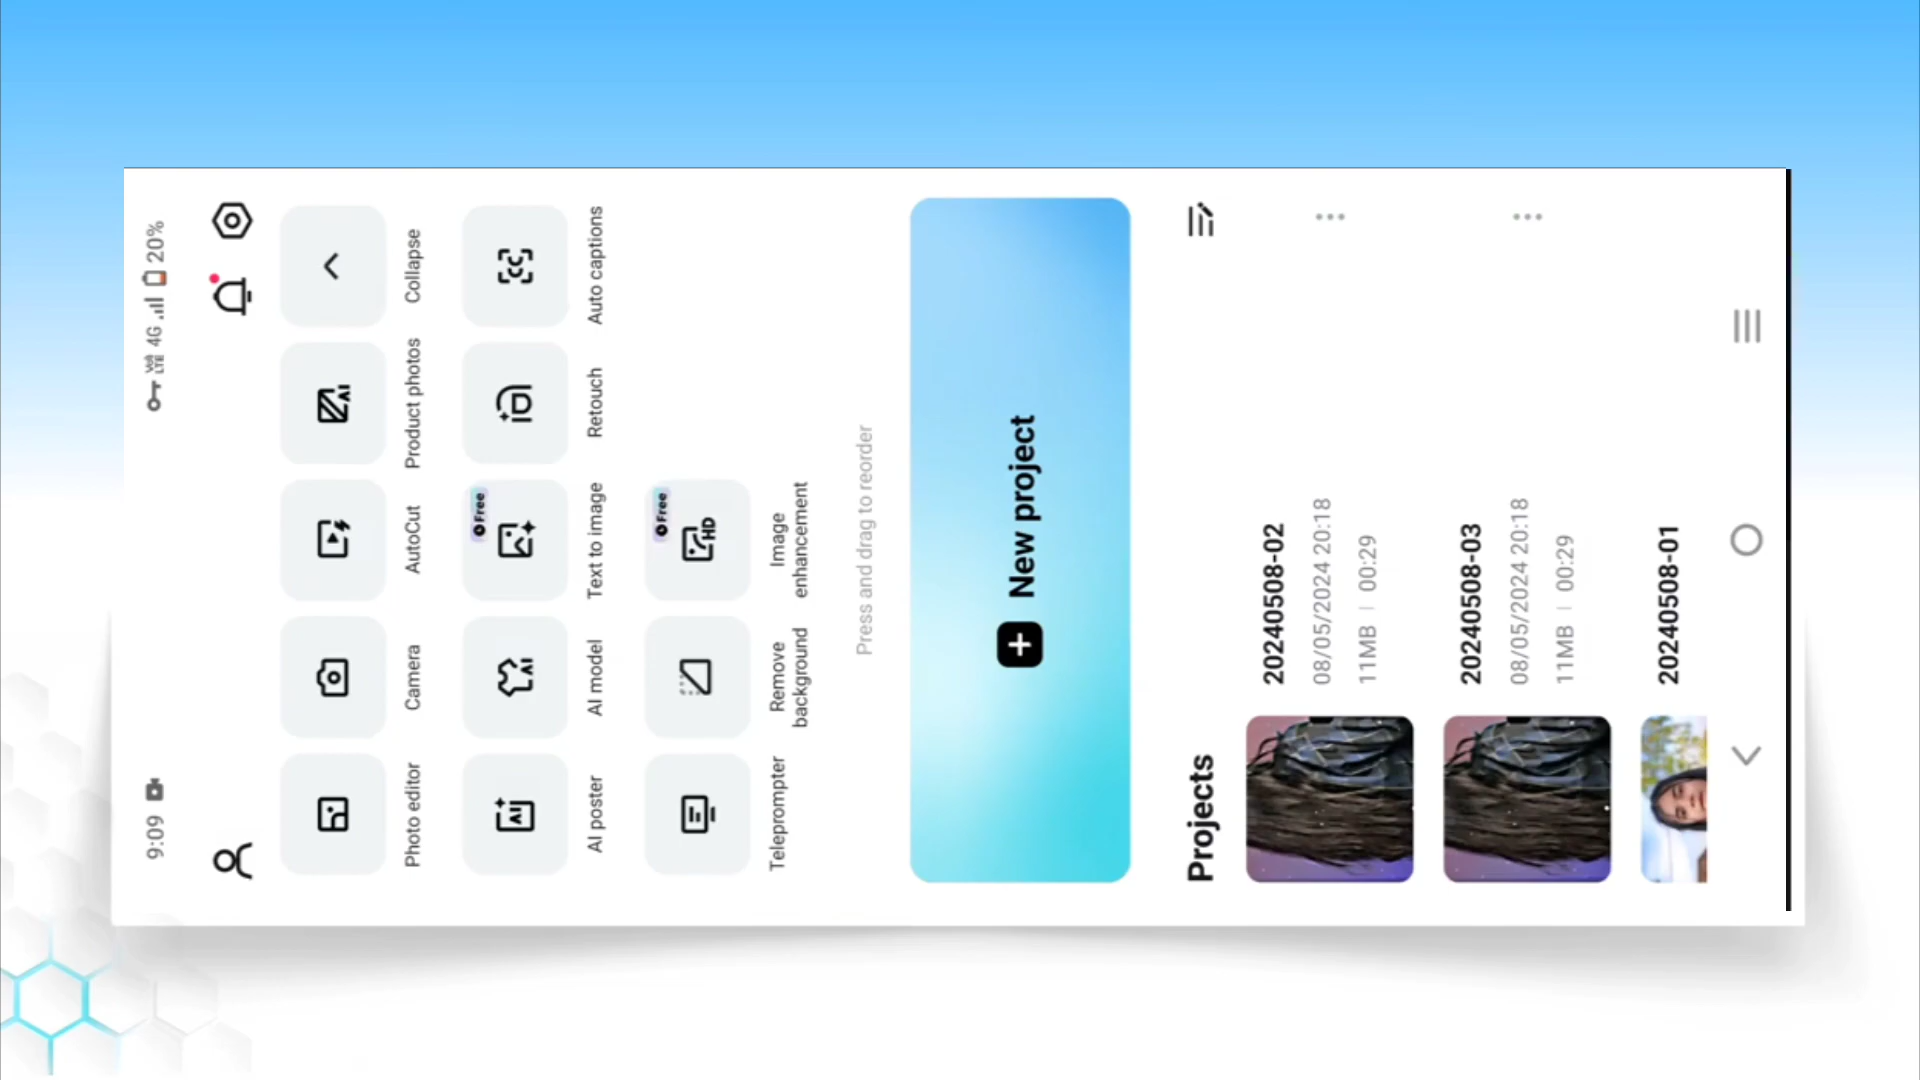 9:09
4G
20%
Photo editor
Camera
AutoCut
Product photos
Collapse
AI poster
AI model
Free
Text to image
Retouch
Auto captions
Teleprompter
Remove
background
Free
Image
enhancement
Press and drag to reorder
New project
Projects
20240508-02
08/05/2024 20:18
11MB | 00:29
20240508-03
08/05/2024 20:18
11MB | 00:29
20240508-01